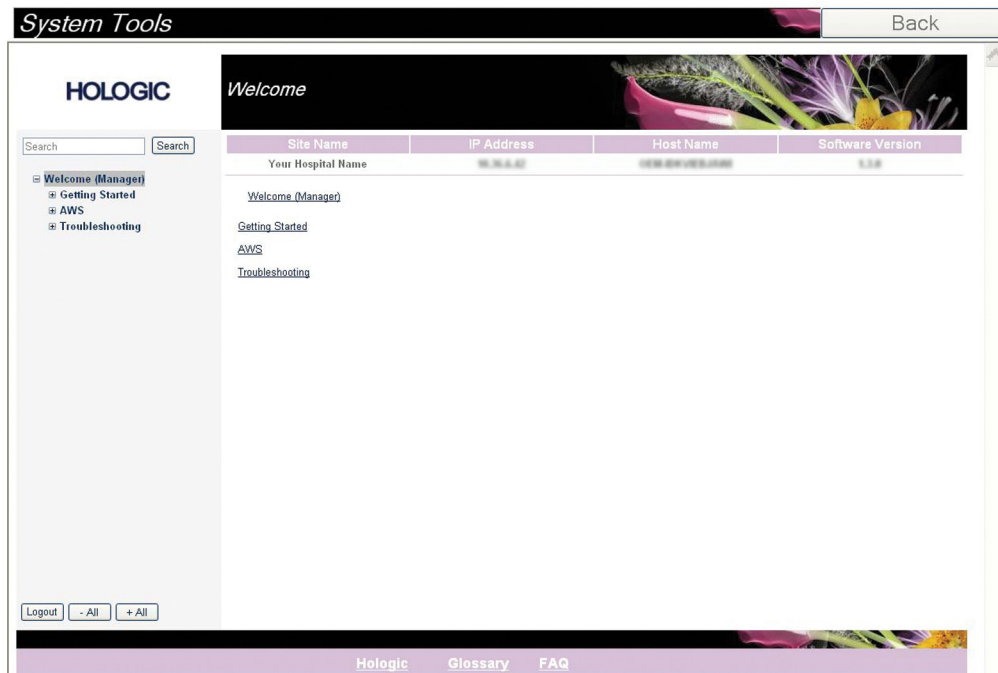 System Tools
Back
HOLOGIC
Welcome
Search Search
Site Name IP Address Host Name Software Version
Your Hospital Name
Welcome (Manager)
Getting Started
AWS
Troubleshooting
Welcome (Manager)
Getting Started
AWS
Troubleshooting
Logout - All + All
Hologic Glossary FAQ